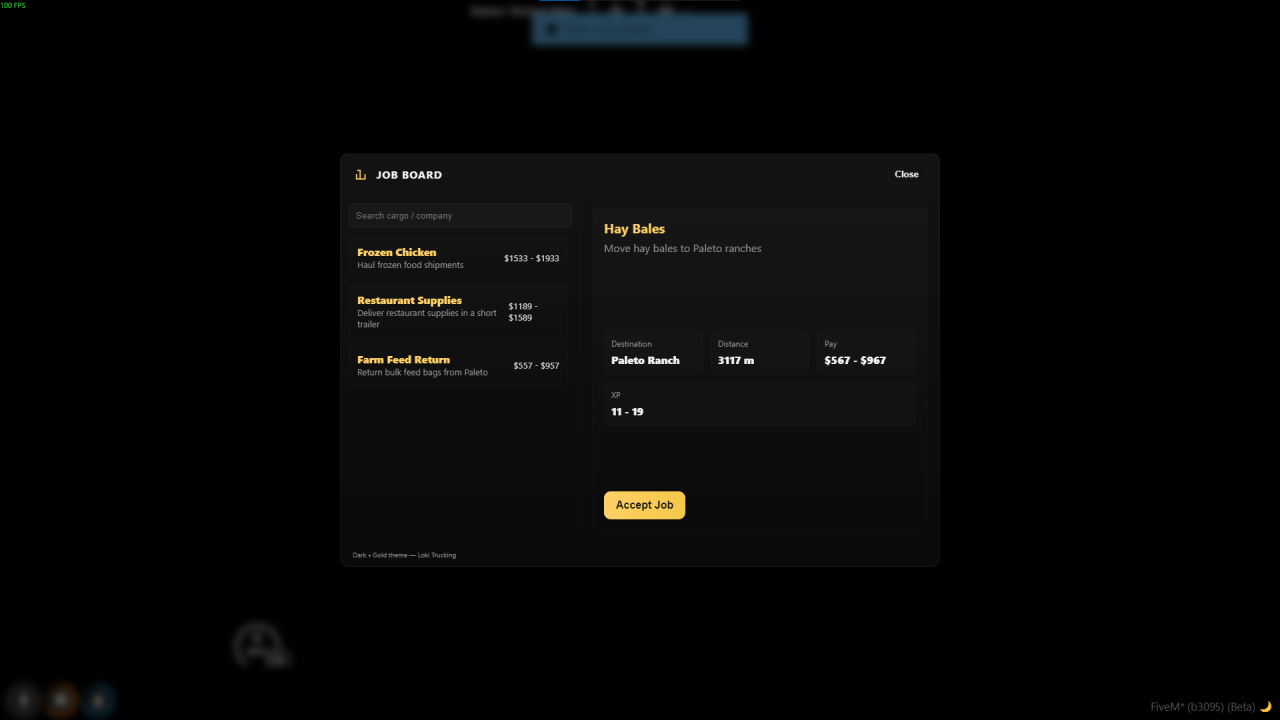 100 FPS
JOB BOARD
Close
Search cargo / company
Frozen Chicken
Haul frozen food shipments
$1533 - $1933
Restaurant Supplies
Deliver restaurant supplies in a short
trailer
$1189 -
$1589
Farm Feed Return
Return bulk feed bags from Paleto
$557 - $957
Hay Bales
Move hay bales to Paleto ranches
Destination
Paleto Ranch
Distance
3117 m
Pay
$567 - $967
XP
11 - 19
Accept Job
Dark • Gold theme — Loki Trucking
FiveM* (b3095) (Beta) 🌙